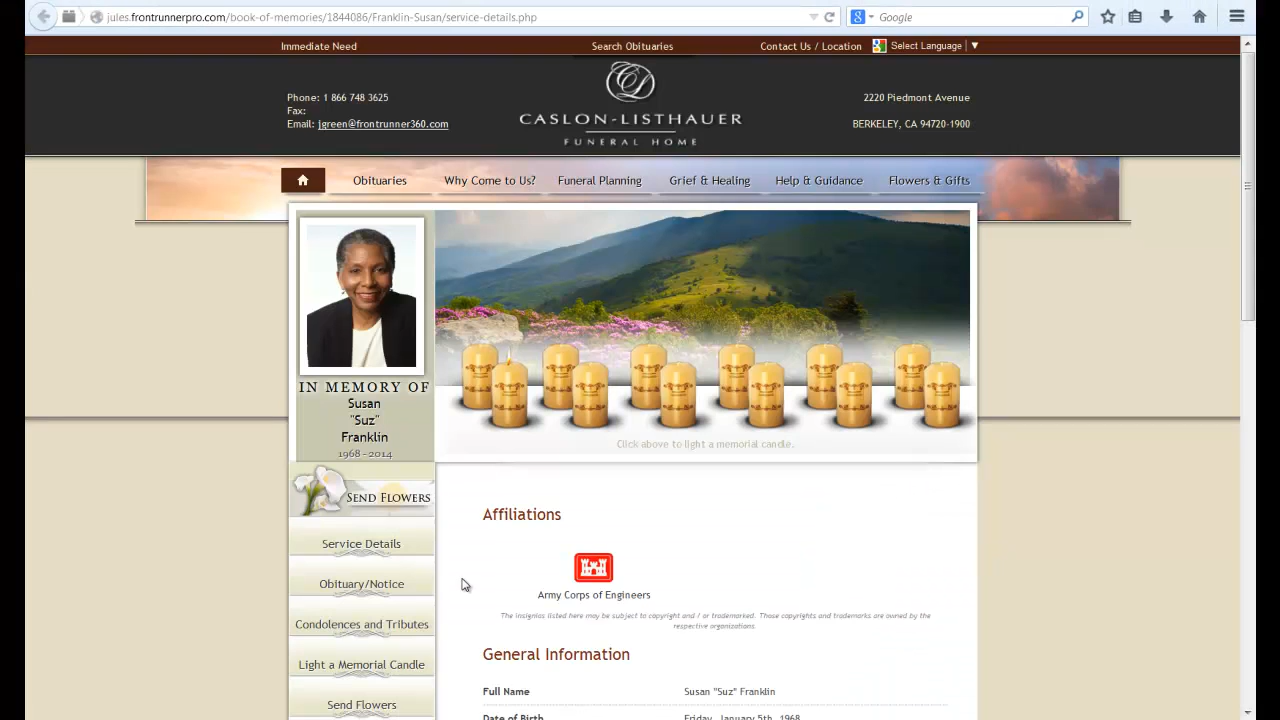 jules.frontrunnerpro.com/book-of-memories/1844086/Franklin-Susan/service-details.php
Google
Immediate Need
Search Obituaries
Contact Us / Location
Select Language
Phone: 1 866 748 3625
Fax:
Email: jgreen@frontrunner360.com
CASLON-LISTHAUER
FUNERAL HOME
2220 Piedmont Avenue
BERKELEY, CA 94720-1900
Obituaries
Why Come to Us?
Funeral Planning
Grief & Healing
Help & Guidance
Flowers & Gifts
IN MEMORY OF
Susan
"Suz"
Franklin
1968-2014
Click above to light a memorial candle.
SEND FLOWERS
Service Details
Obituary/Notice
Condolences and Tributes
Light a Memorial Candle
Send Flowers
Affiliations
Army Corps of Engineers
The insignias listed here may be subject to copyright and / or trademarked. Those copyrights and trademarks are owned by the
respective organizations.
General Information
Full Name Susan "Suz" Franklin
Date of Birth Friday, January 5th, 1968